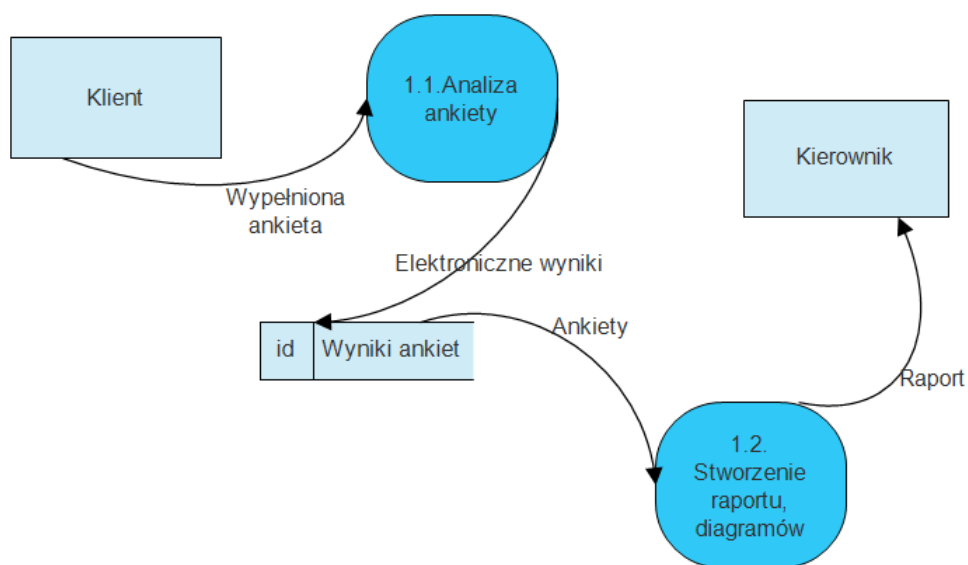 Klient
1.1.Analiza
ankiety
Kierownik
Wypełniona
ankieta
Elektroniczne wyniki
id
Wyniki ankiet
Ankiety
Raport
1.2.
Stworzenie
raportu,
diagramów